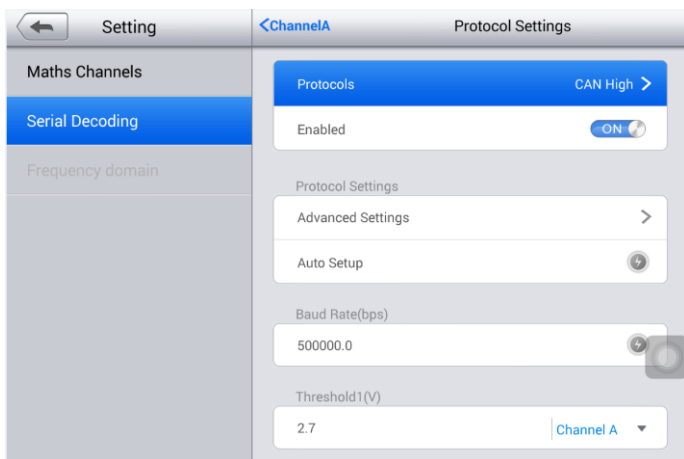 Setting
Maths Channels
Serial Decoding
Frequency domain
ChannelA
Protocol Settings
Protocols
CAN High
Enabled
ON
Protocol Settings
Advanced Settings
Auto Setup
Baud Rate(bps)
500000.0
Threshold1(V)
2.7
Channel A